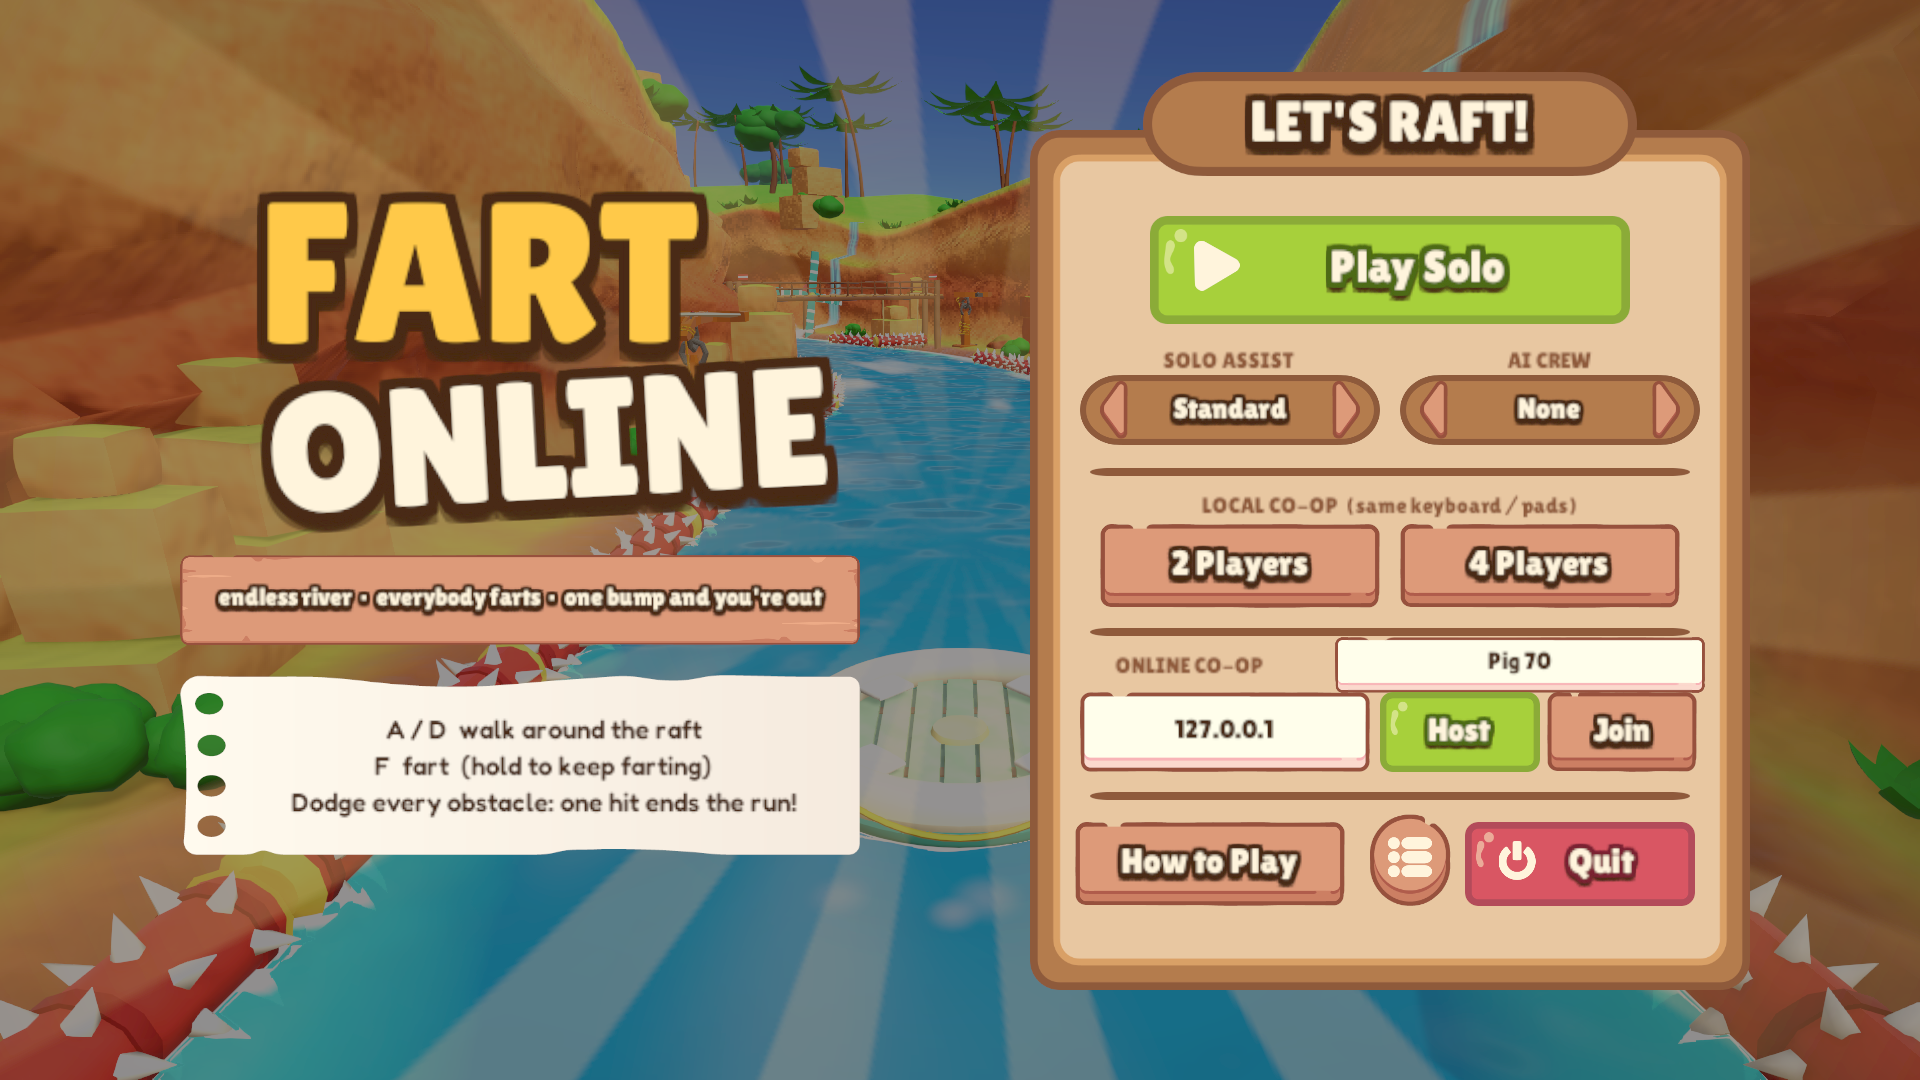 FART
ONLINE
endless river • everybody farts • one bump and you're out
A / D walk around the raft
F fart (hold to keep farting)
Dodge every obstacle: one hit ends the run!
LET'S RAFT!
Play Solo
SOLO ASSIST
AI CREW
Standard
None
LOCAL CO-OP (same keyboard / pads)
2 Players
4 Players
ONLINE CO-OP
Pig 70
127.0.0.1
Host
Join
How to Play
Quit